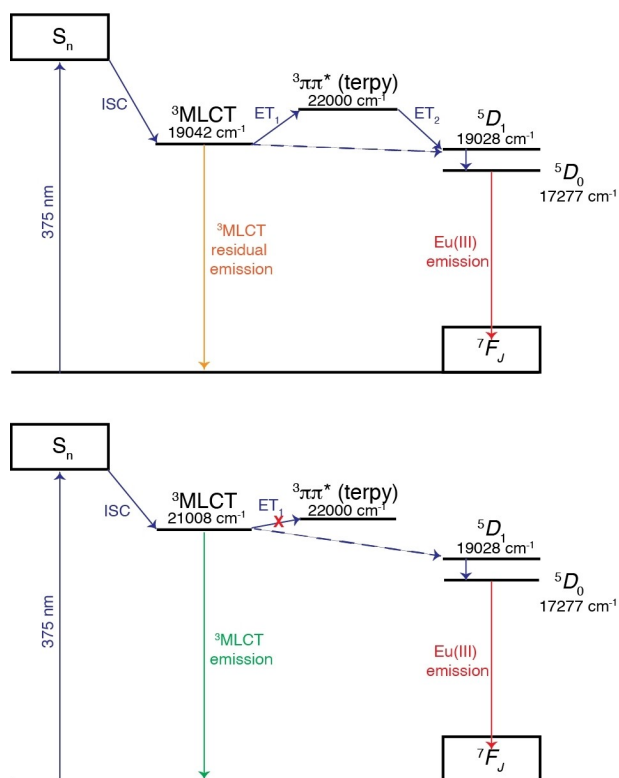 Sₙ
ISC
³MLCT
19042 cm⁻¹
ET₁
³ππ* (terpy)
22000 cm⁻¹
ET₂
⁵D₁
19028 cm⁻¹
⁵D₀
17277 cm⁻¹
375 nm
³MLCT
residual
emission
Eu(III)
emission
⁷F_J
Sₙ
ISC
³MLCT
21008 cm⁻¹
ET₁
X
³ππ* (terpy)
22000 cm⁻¹
⁵D₁
19028 cm⁻¹
⁵D₀
17277 cm⁻¹
375 nm
³MLCT
emission
Eu(III)
emission
⁷F_J